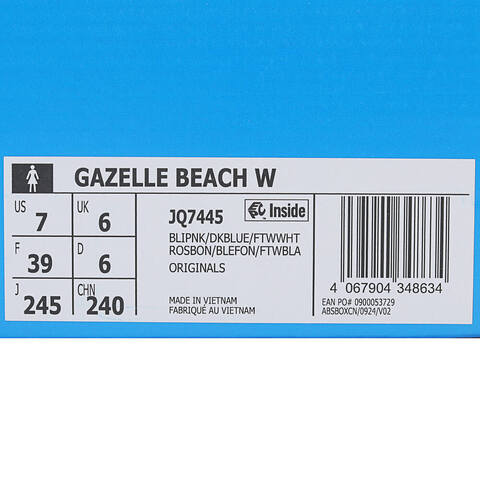 GAZELLE BEACH W
US 7 UK 6
F 39 D 6
J 245 CHN 240
JQ7445 Inside
BLIPNK/DKBLUE/FTWWHT
ROSBON/BLEFON/FTWBLA
ORIGINALS
MADE IN VIETNAM
FABRIQUÉ AU VIETNAM
4 067904 348634
EAN PO# 0900053729
ABSBOXCN/0924/V02